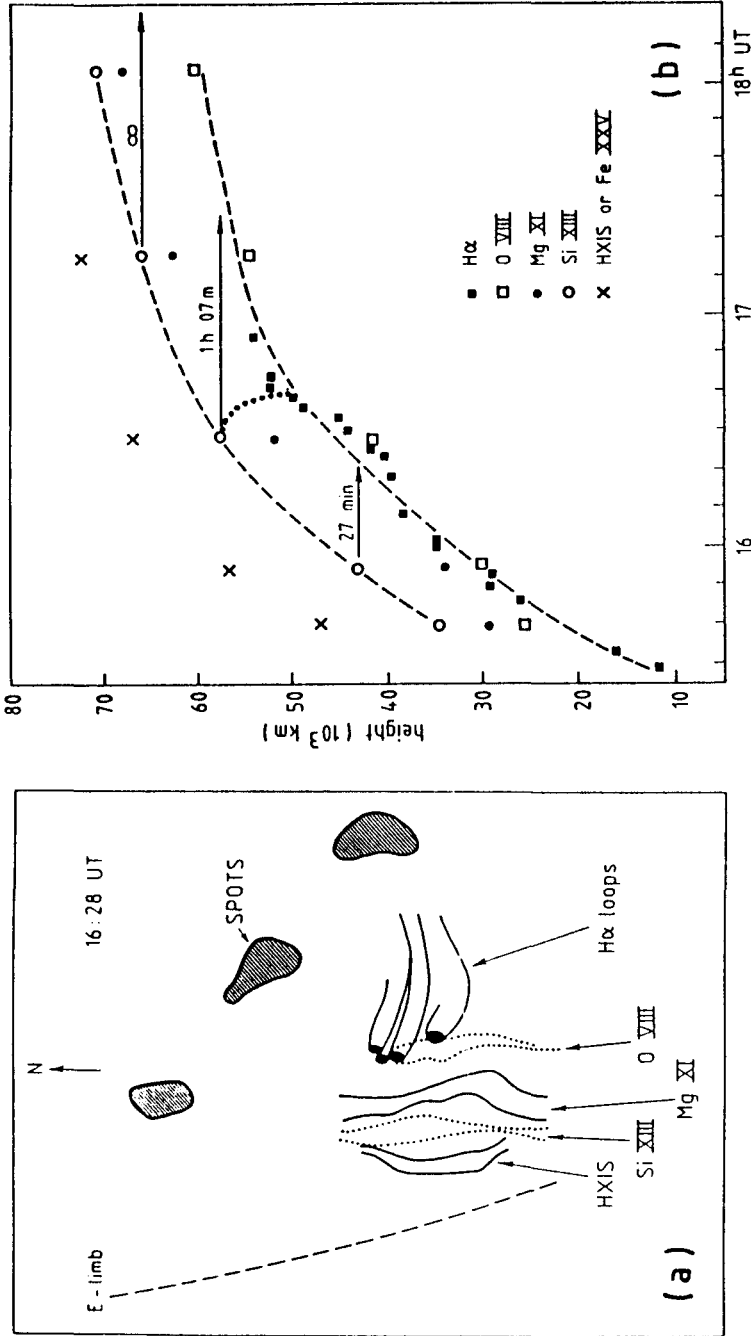 16:28 UT
N
E - limb
SPOTS
Hα loops
O VIII
Mg XI
Si XIII
HXIS
(a)
height (10³ km)
80
70
60
50
40
30
20
10
27 min
1h 07m
∞
■ Hα
□ O VIII
● Mg XI
○ Si XIII
× HXIS or Fe XXV
(b)
16
17
18ʰ UT